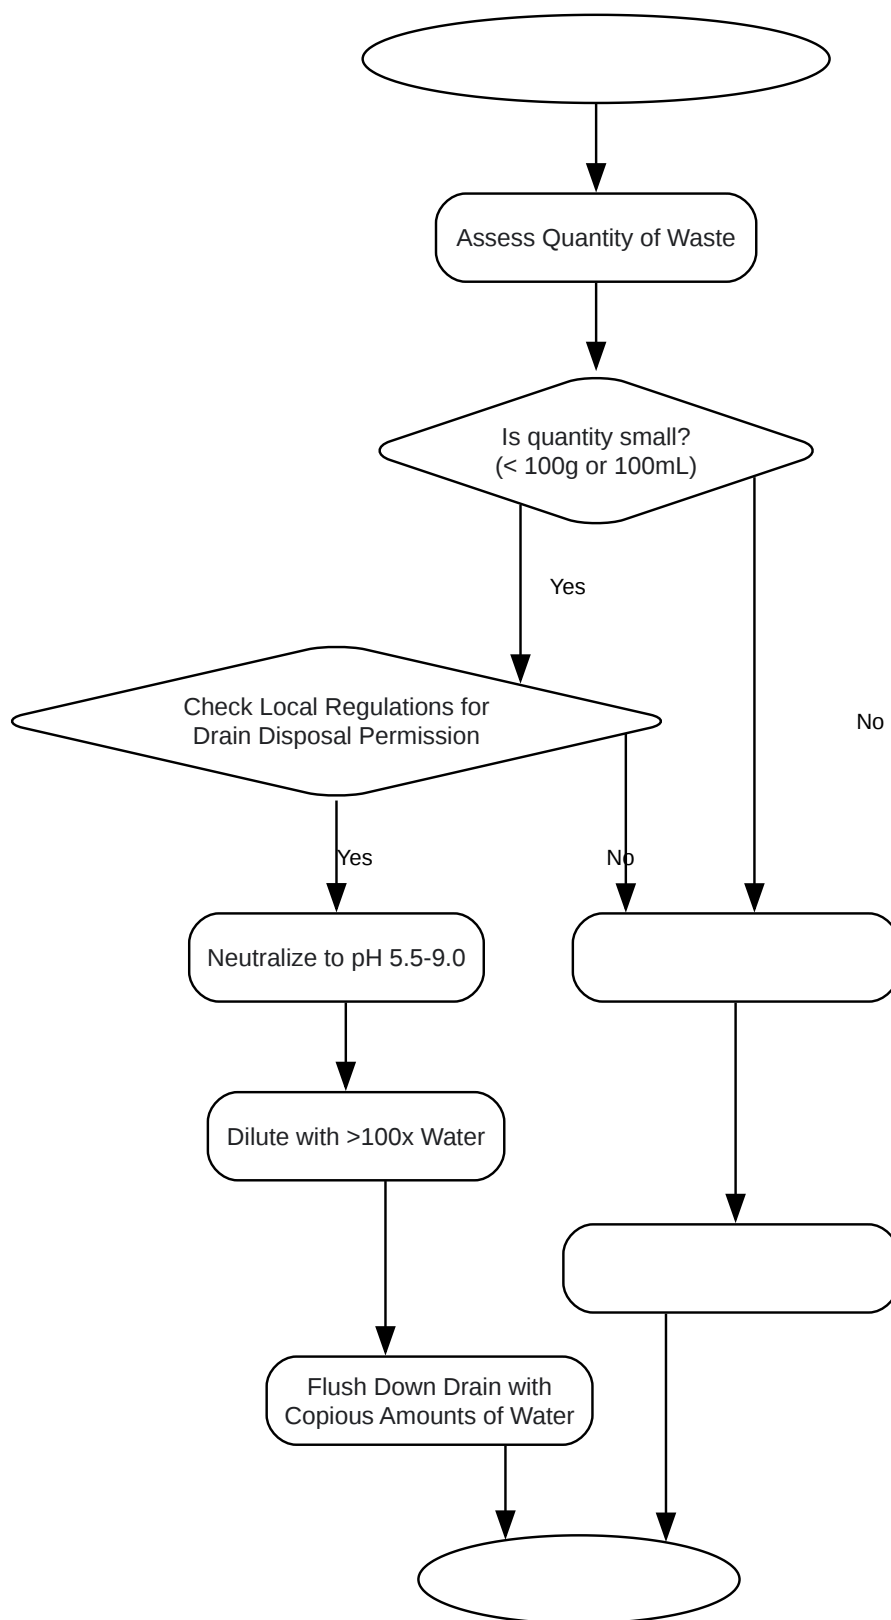 Assess Quantity of Waste
Is quantity small?
(< 100g or 100mL)
Yes
Check Local Regulations for
Drain Disposal Permission
No
Yes
No
Neutralize to pH 5.5-9.0
Dilute with >100x Water
Flush Down Drain with
Copious Amounts of Water